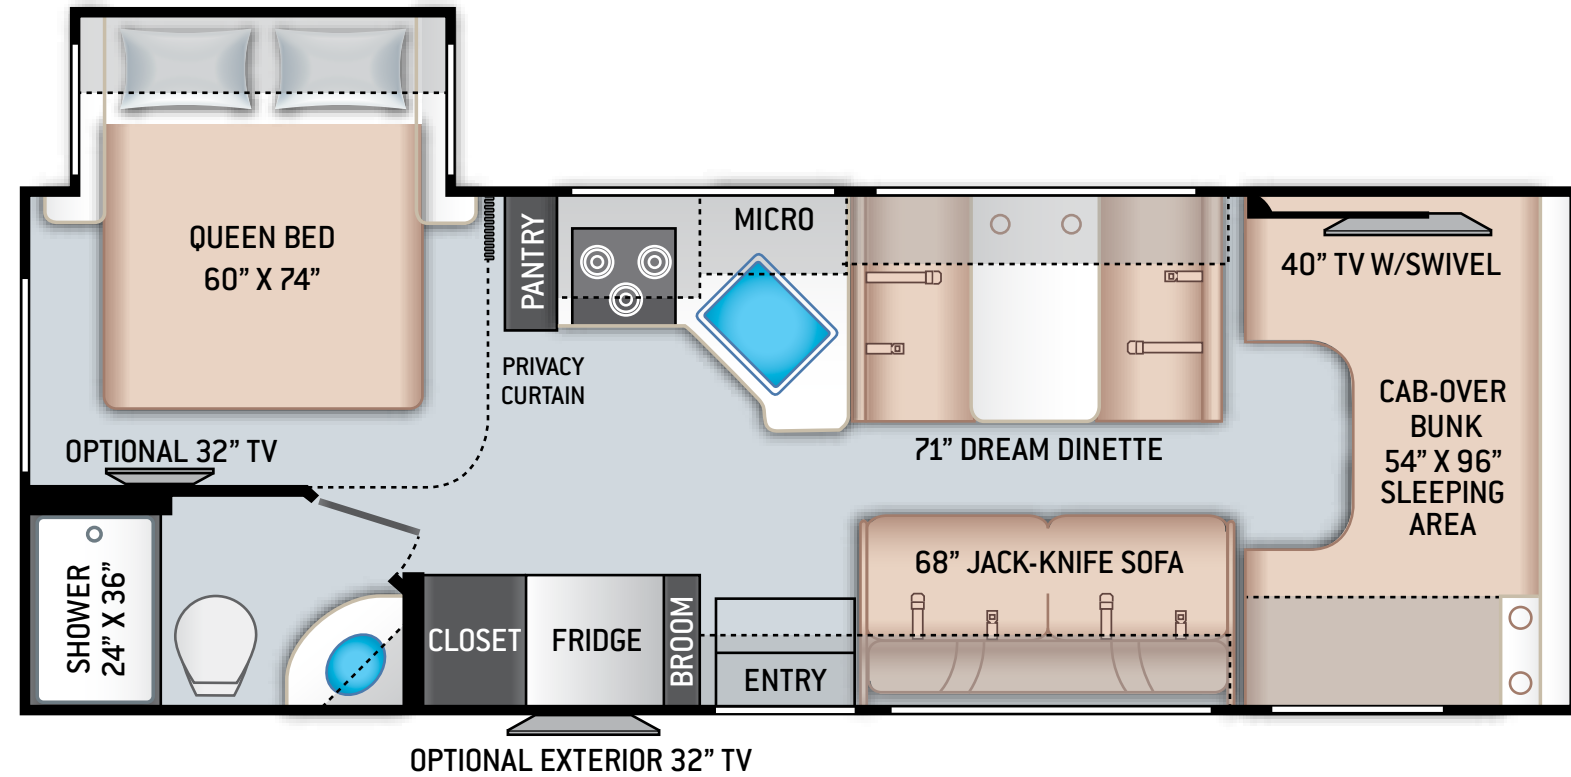 QUEEN BED
60” X 74”
OPTIONAL 32” TV
PRIVACY
CURTAIN
PANTRY
MICRO
71” DREAM DINETTE
40” TV W/SWIVEL
CAB-OVER
BUNK
54” X 96”
SLEEPING
AREA
68” JACK-KNIFE SOFA
SHOWER
24” X 36”
CLOSET
FRIDGE
BROOM
ENTRY
OPTIONAL EXTERIOR 32” TV